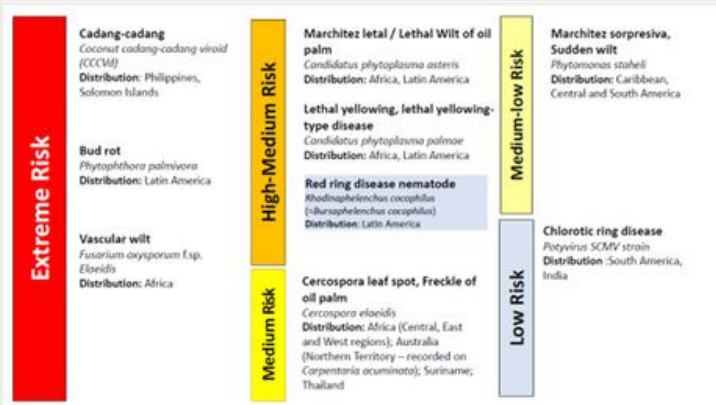 Extreme Risk
Cadang-cadang
Coconut cadang-cadang viroid
(CCCVd)
Distribution: Philippines,
Solomon Islands
Bud rot
Phytophthora palmivora
Distribution: Latin America
Vascular wilt
Fusarium oxysporum f.sp.
Elaeidis
Distribution: Africa
High-Medium Risk
Marchitez letal / Lethal Wilt of oil
palm
Candidatus phytoplasma asteris
Distribution: Africa, Latin America
Lethal yellowing, lethal yellowing-
type disease
Candidatus phytoplasma palmae
Distribution: Africa, Latin America
Red ring disease nematode
Rhadinaphelenchus cocophilus
(=Bursaphelenchus cocophilus)
Distribution: Latin America
Medium Risk
Cercospora leaf spot, Freckle of
oil palm
Cercospora elaeidis
Distribution: Africa (Central, East
and West regions); Australia
(Northern Territory – recorded on
Carpentaria acuminata); Suriname;
Thailand
Medium-low Risk
Marchitez sorpresiva,
Sudden wilt
Phytomonas staheli
Distribution: Caribbean,
Central and South America
Low Risk
Chlorotic ring disease
Potyvirus SCMV strain
Distribution :South America,
India